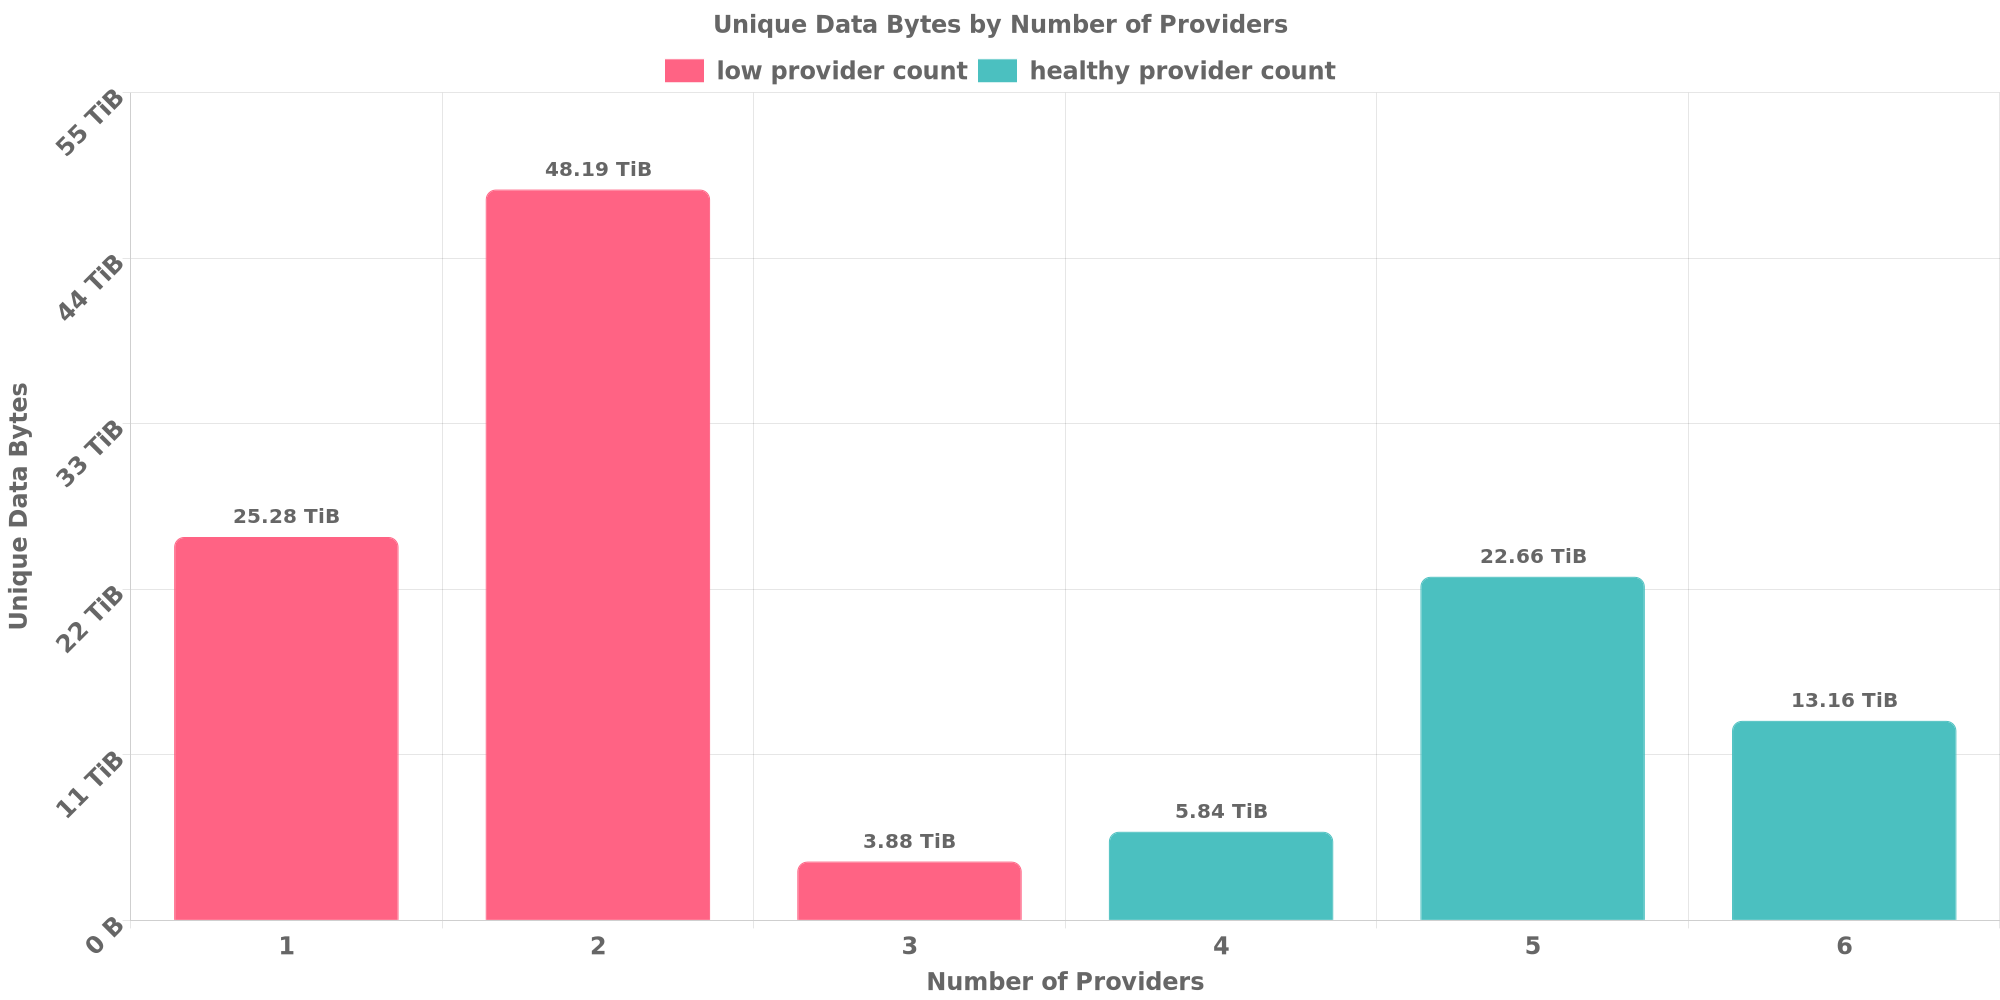 Unique Data Bytes by Number of Providers
low provider count healthy provider count
55 TiB
44 TiB
33 TiB
22 TiB
11 TiB
0 B
Unique Data Bytes
25.28 TiB
48.19 TiB
3.88 TiB
5.84 TiB
22.66 TiB
13.16 TiB
1 2 3 4 5 6
Number of Providers